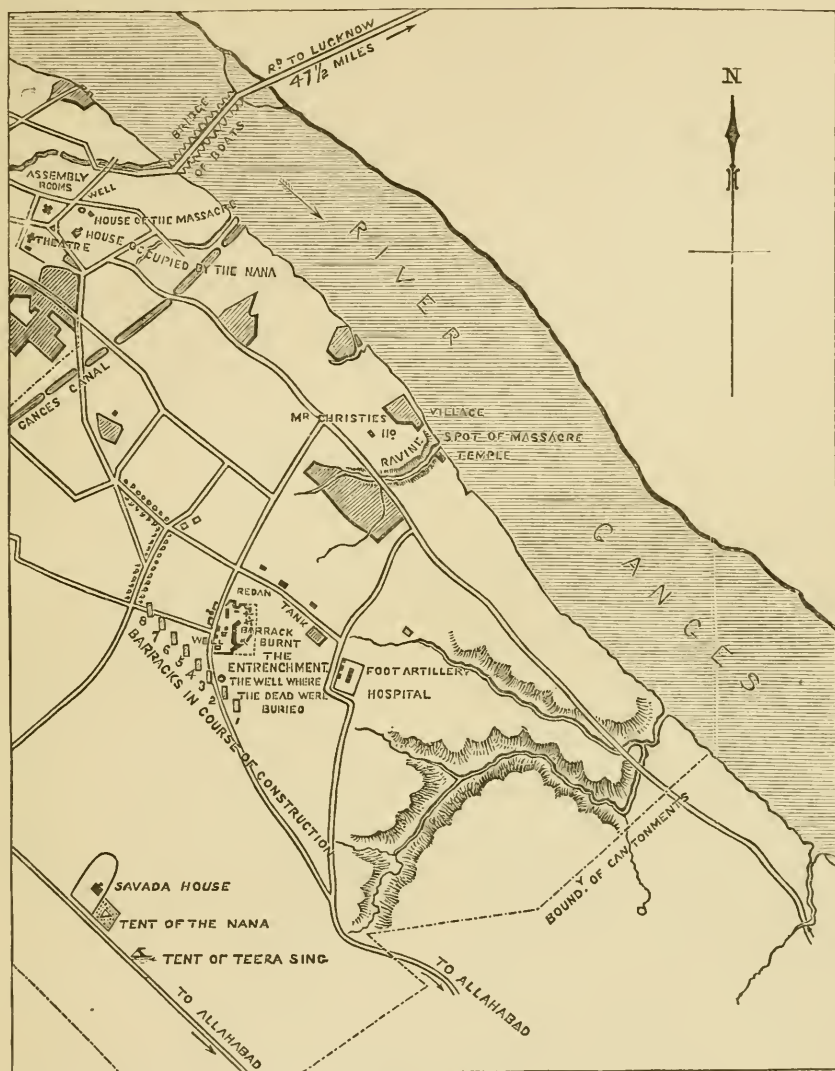 Rᴰ TO LUCKNOW
47½ MILES
N
BRIDGE
OF BOATS
ASSEMBLY
ROOMS
WELL
HOUSE OF THE MASSACRE
THEATRE
HOUSE OCCUPIED BY THE NANA
RIVER
GANGES CANAL
Mᴿ CHRISTIES
VILLAGE
SPOT OF MASSACRE
RAVINE
TEMPLE
GANGES
REDAN
TANK
8
7
6
5
4
3
2
1
BARRACK
BURNT
THE
ENTRENCHMENT
THE WELL WHERE
THE DEAD WERE
BURIED
FOOT ARTILLERY
HOSPITAL
BARRACKS IN COURSE OF CONSTRUCTION
BOUND. OF CANTONMENTS
SAVADA HOUSE
TENT OF THE NANA
TENT OF TEERA SING
TO ALLAHABAD
TO ALLAHABAD